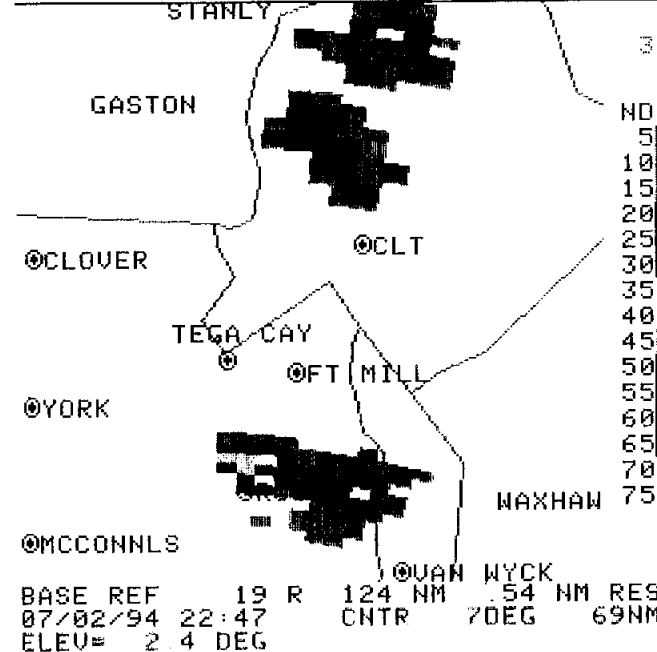 STANLY
3
GASTON
ND
5
10
15
20
25
30
35
40
45
50
55
60
65
70
75
CLT
CLOVER
TEGA CAY
FT MILL
YORK
WAXHAW
MCCONNLS
VAN WYCK
BASE REF 19 R 124 NM .54 NM RES
07/02/94 22:47 CNTR 7DEG 69NM
ELEV= 2.4 DEG